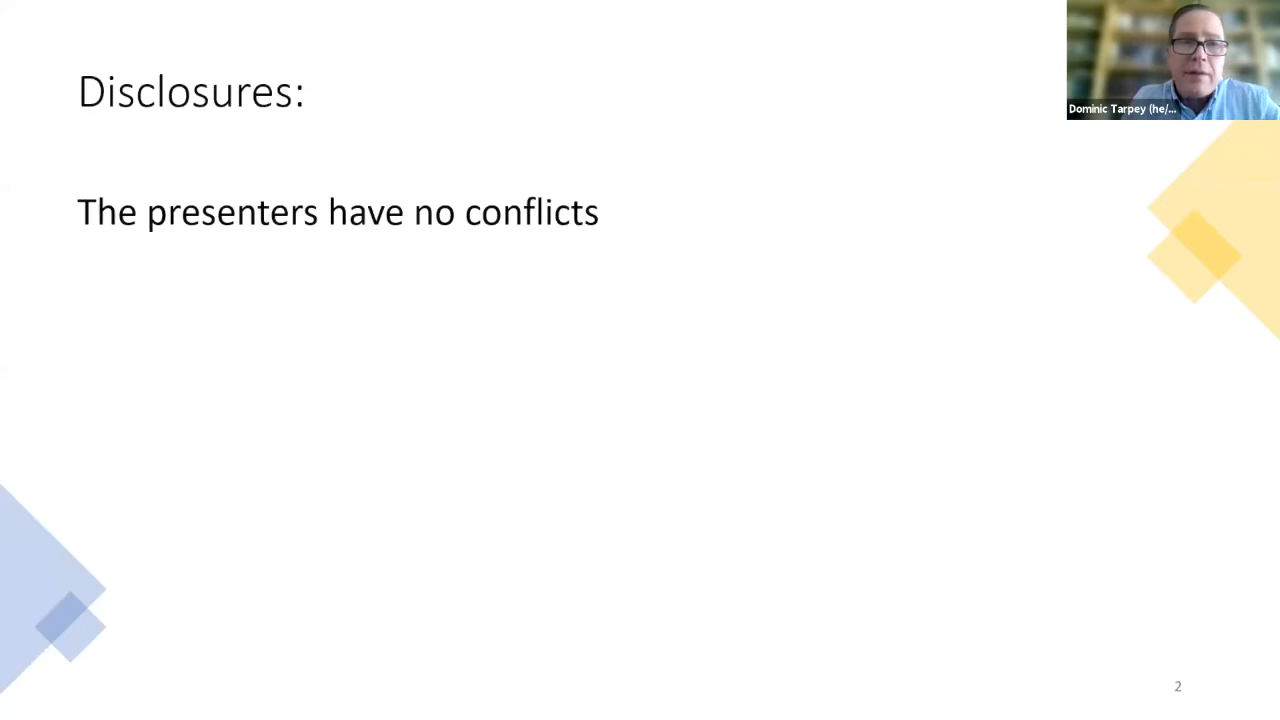 Disclosures:
Dominic Tarpey (he/...
The presenters have no conflicts
2